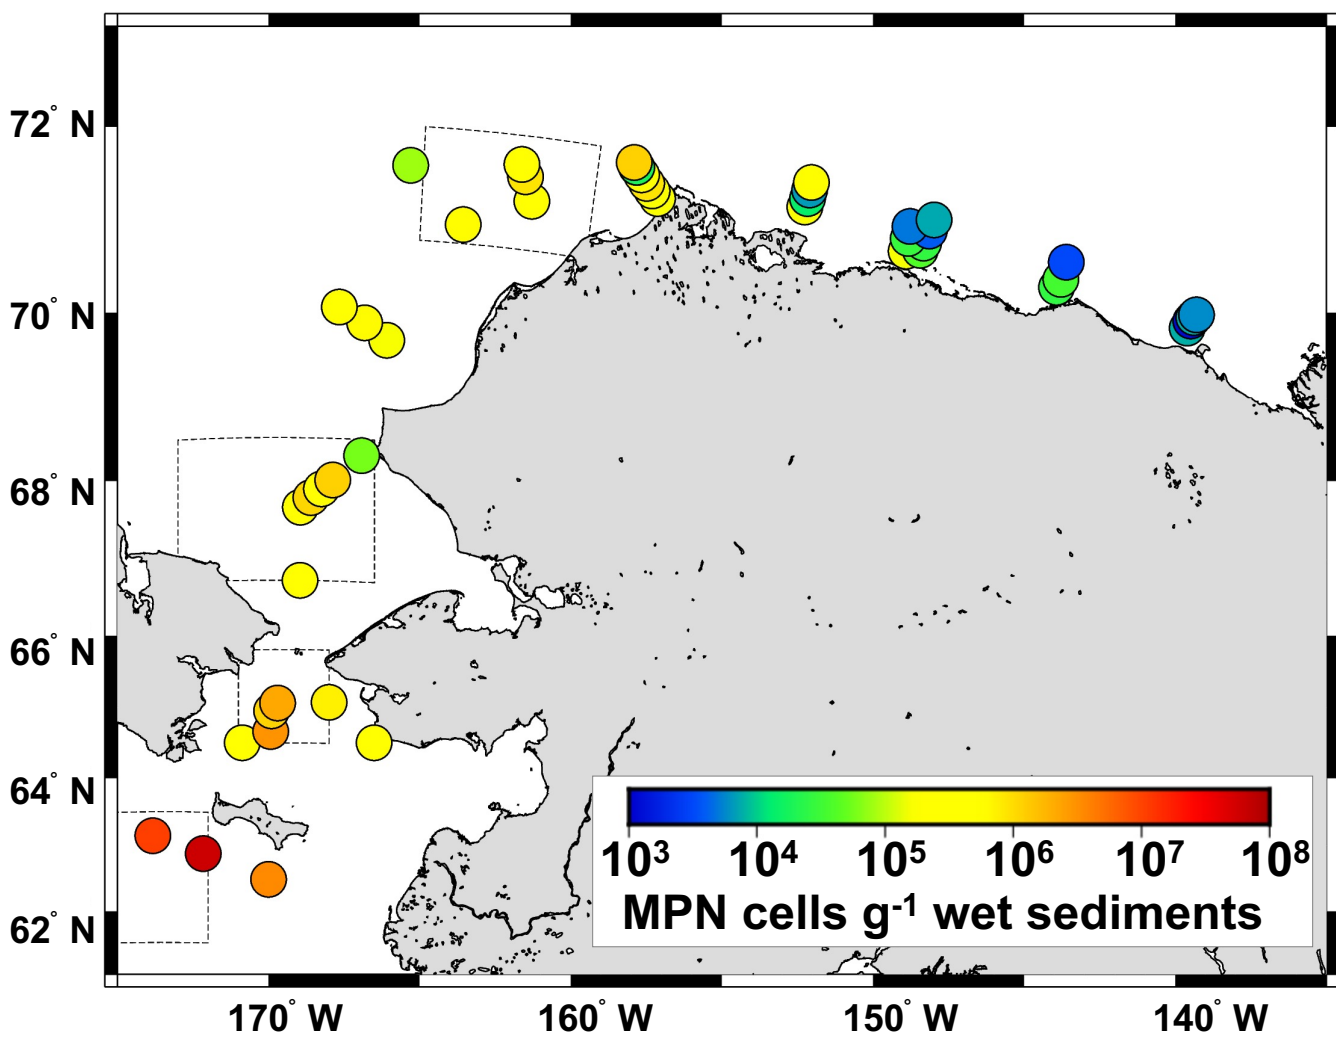 72° N
70° N
68° N
66° N
64° N
62° N
10³ 10⁴ 10⁵ 10⁶ 10⁷ 10⁸
MPN cells g⁻¹ wet sediments
170° W 160° W 150° W 140° W